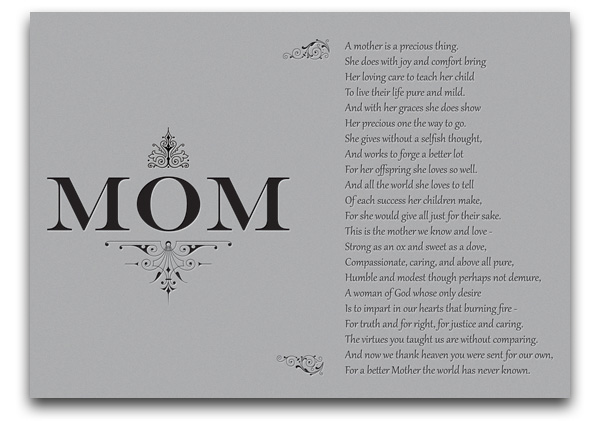 MOM
A mother is a precious thing.
She does with joy and comfort bring
Her loving care to teach her child
To live their life pure and mild.
And with her graces she does show
Her precious one the way to go.
She gives without a selfish thought,
And works to forge a better lot
For her offspring she loves so well.
And all the world she loves to tell
Of each success her children make,
For she would give all just for their sake.
This is the mother we know and love -
Strong as an ox and sweet as a dove,
Compassionate, caring, and above all pure,
Humble and modest though perhaps not demure,
A woman of God whose only desire
Is to impart in our hearts that burning fire -
For truth and for right, for justice and caring.
The virtues you taught us are without comparing.
And now we thank heaven you were sent for our own,
For a better Mother the world has never known.